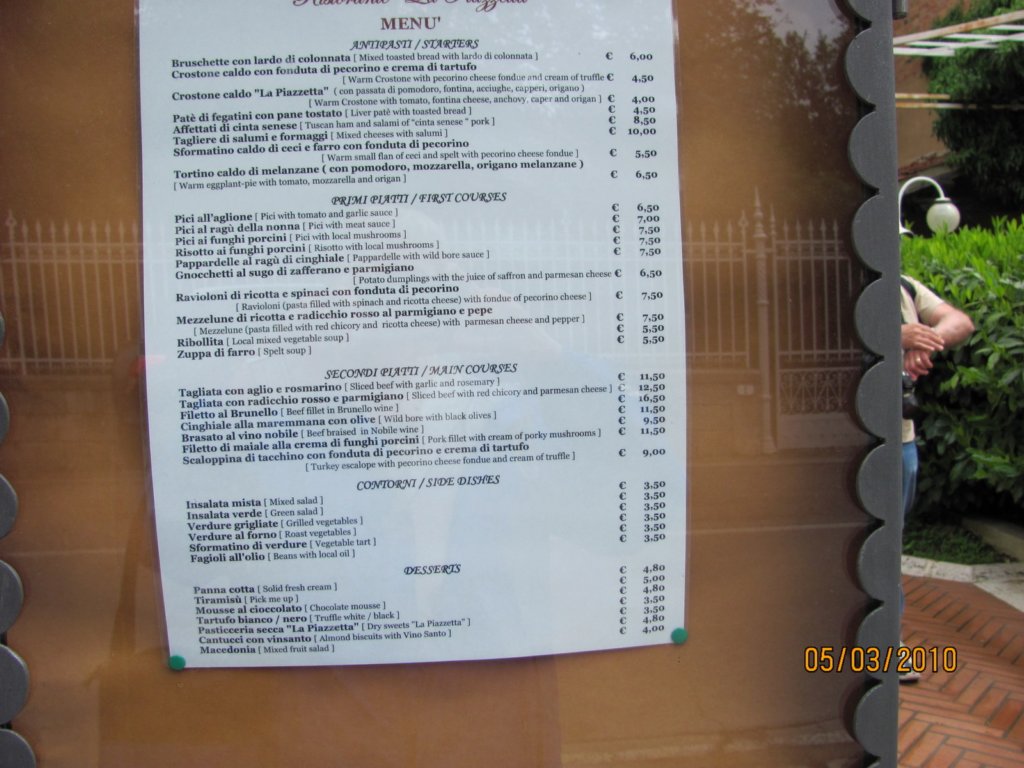 Ristorante La Piazzetta
MENU'
ANTIPASTI / STARTERS
Bruschette con lardo di colonnata [ Mixed toasted bread with lardo di colonnata ] € 6,00
Crostone caldo con fonduta di pecorino e crema di tartufo
[ Warm Crostone with pecorino cheese fondue and cream of truffle € 4,50
Crostone caldo "La Piazzetta" ( con passata di pomodoro, fontina, acciughe, capperi, origano )
[ Warm Crostone with tomato, fontina cheese, anchovy, caper and origan ] € 4,00
Patè di fegatini con pane tostato [ Liver patè with toasted bread ] € 4,50
Affettati di cinta senese [ Tuscan ham and salami of "cinta senese " pork ] € 8,50
Tagliere di salumi e formaggi [ Mixed cheeses with salumi ] € 10,00
Sformatino caldo di ceci e farro con fonduta di pecorino
[ Warm small flan of ceci and spelt with pecorino cheese fondue ] € 5,50
Tortino caldo di melanzane ( con pomodoro, mozzarella, origano melanzane ) € 6,50
[ Warm eggplant-pie with tomato, mozzarella and origan ]
PRIMI PIATTI / FIRST COURSES
Pici all'aglione [ Pici with tomato and garlic sauce ] € 6,50
Pici al ragù della nonna [ Pici with meat sauce ] € 7,00
Pici ai funghi porcini [ Pici with local mushrooms ] € 7,50
Risotto ai funghi porcini [ Risotto with local mushrooms ] € 7,50
Pappardelle al ragù di cinghiale [ Pappardelle with wild bore sauce ] € 7,50
Gnocchetti al sugo di zafferano e parmigiano
[ Potato dumplings with the juice of saffron and parmesan cheese € 6,50
Ravioloni di ricotta e spinaci con fonduta di pecorino
[ Ravioloni (pasta filled with spinach and ricotta cheese) with fondue of pecorino cheese ] € 7,50
Mezzelune di ricotta e radicchio rosso al parmigiano e pepe
[ Mezzelune (pasta filled with red chicory and ricotta cheese) with parmesan cheese and pepper ] € 7,50
Ribollita [ Local mixed vegetable soup ] € 5,50
Zuppa di farro [ Spelt soup ] € 5,50
SECONDI PIATTI / MAIN COURSES
Tagliata con aglio e rosmarino [ Sliced beef with garlic and rosemary ] € 11,50
Tagliata con radicchio rosso e parmigiano [ Sliced beef with red chicory and parmesan cheese ] € 12,50
Filetto al Brunello [ Beef fillet in Brunello wine ] € 16,50
Cinghiale alla maremmana con olive [ Wild bore with black olives ] € 11,50
Brasato al vino nobile [ Beef braised in Nobile wine ] € 9,50
Filetto di maiale alla crema di funghi porcini [ Pork fillet with cream of porky mushrooms ] € 11,50
Scaloppina di tacchino con fonduta di pecorino e crema di tartufo
[ Turkey escalope with pecorino cheese fondue and cream of truffle ] € 9,00
CONTORNI / SIDE DISHES
Insalata mista [ Mixed salad ] € 3,50
Insalata verde [ Green salad ] € 3,50
Verdure grigliate [ Grilled vegetables ] € 3,50
Verdure al forno [ Roast vegetables ] € 3,50
Sformatino di verdure [ Vegetable tart ] € 3,50
Fagioli all'olio [ Beans with local oil ] € 3,50
DESSERTS
Panna cotta [ Solid fresh cream ] € 4,80
Tiramisù [ Pick me up ] € 5,00
Mousse al cioccolato [ Chocolate mousse ] € 4,80
Tartufo bianco / nero [ Truffle white / black ] € 3,50
Pasticceria secca "La Piazzetta" [ Dry sweets "La Piazzetta" ] € 3,50
Cantucci con vinsanto [ Almond biscuits with Vino Santo ] € 4,80
Macedonia [ Mixed fruit salad ] € 4,00
05/03/2010